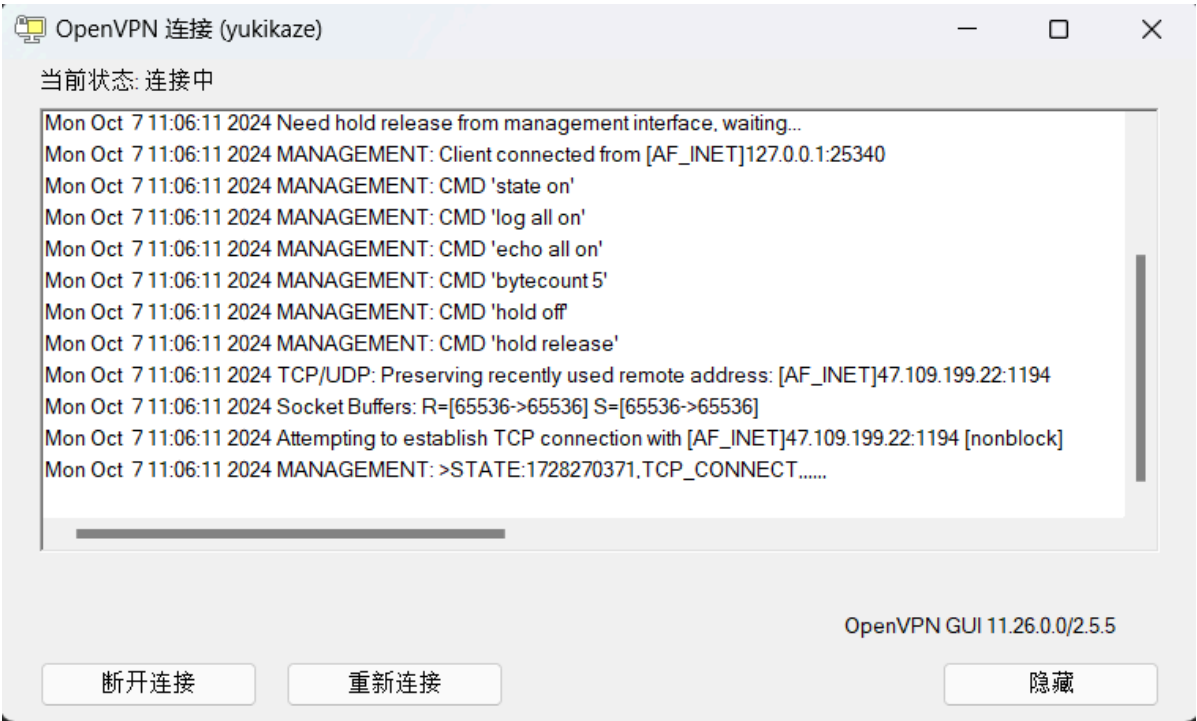 OpenVPN 连接 (yukikaze)
当前状态: 连接中
Mon Oct 7 11:06:11 2024 Need hold release from management interface, waiting...
Mon Oct 7 11:06:11 2024 MANAGEMENT: Client connected from [AF_INET]127.0.0.1:25340
Mon Oct 7 11:06:11 2024 MANAGEMENT: CMD 'state on'
Mon Oct 7 11:06:11 2024 MANAGEMENT: CMD 'log all on'
Mon Oct 7 11:06:11 2024 MANAGEMENT: CMD 'echo all on'
Mon Oct 7 11:06:11 2024 MANAGEMENT: CMD 'bytecount 5'
Mon Oct 7 11:06:11 2024 MANAGEMENT: CMD 'hold off'
Mon Oct 7 11:06:11 2024 MANAGEMENT: CMD 'hold release'
Mon Oct 7 11:06:11 2024 TCP/UDP: Preserving recently used remote address: [AF_INET]47.109.199.22:1194
Mon Oct 7 11:06:11 2024 Socket Buffers: R=[65536->65536] S=[65536->65536]
Mon Oct 7 11:06:11 2024 Attempting to establish TCP connection with [AF_INET]47.109.199.22:1194 [nonblock]
Mon Oct 7 11:06:11 2024 MANAGEMENT: >STATE:1728270371,TCP_CONNECT,,,,,,
OpenVPN GUI 11.26.0.0/2.5.5
断开连接 重新连接 隐藏